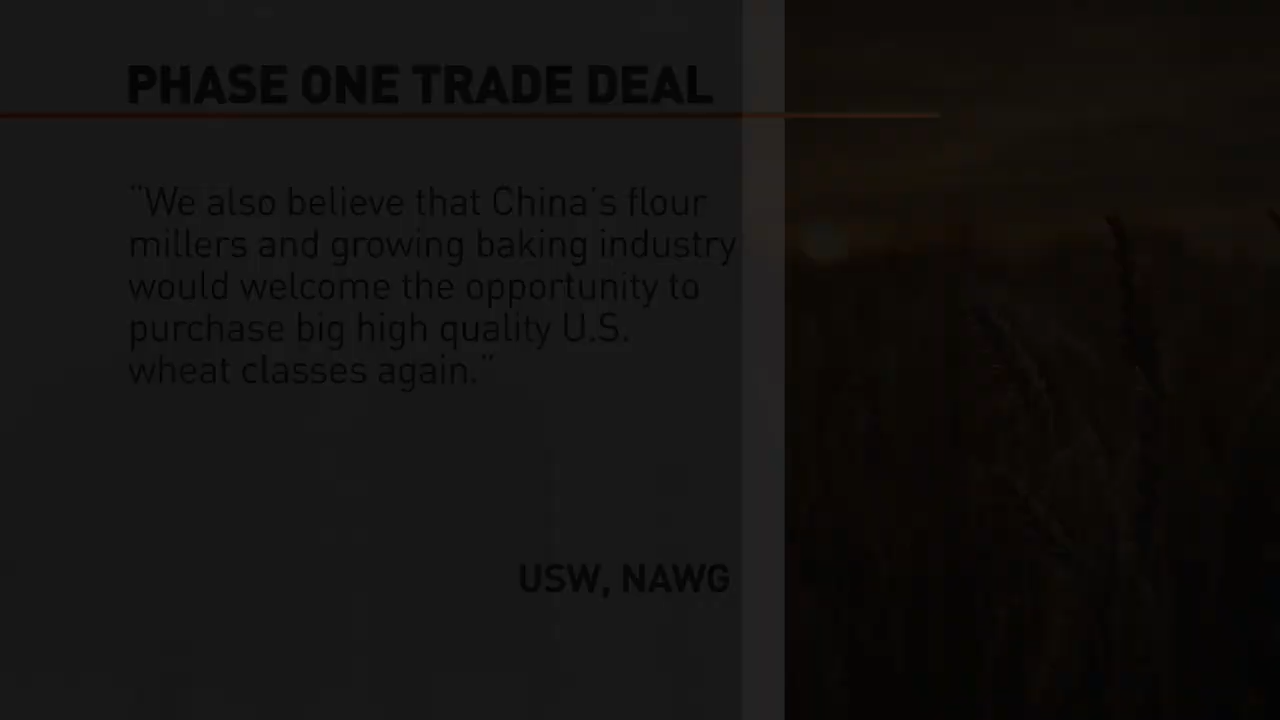 PHASE ONE TRADE DEAL
“We also believe that China's flour
millers and growing baking industry
would welcome the opportunity to
purchase big high quality U.S.
wheat classes again.”
USW, NAWG